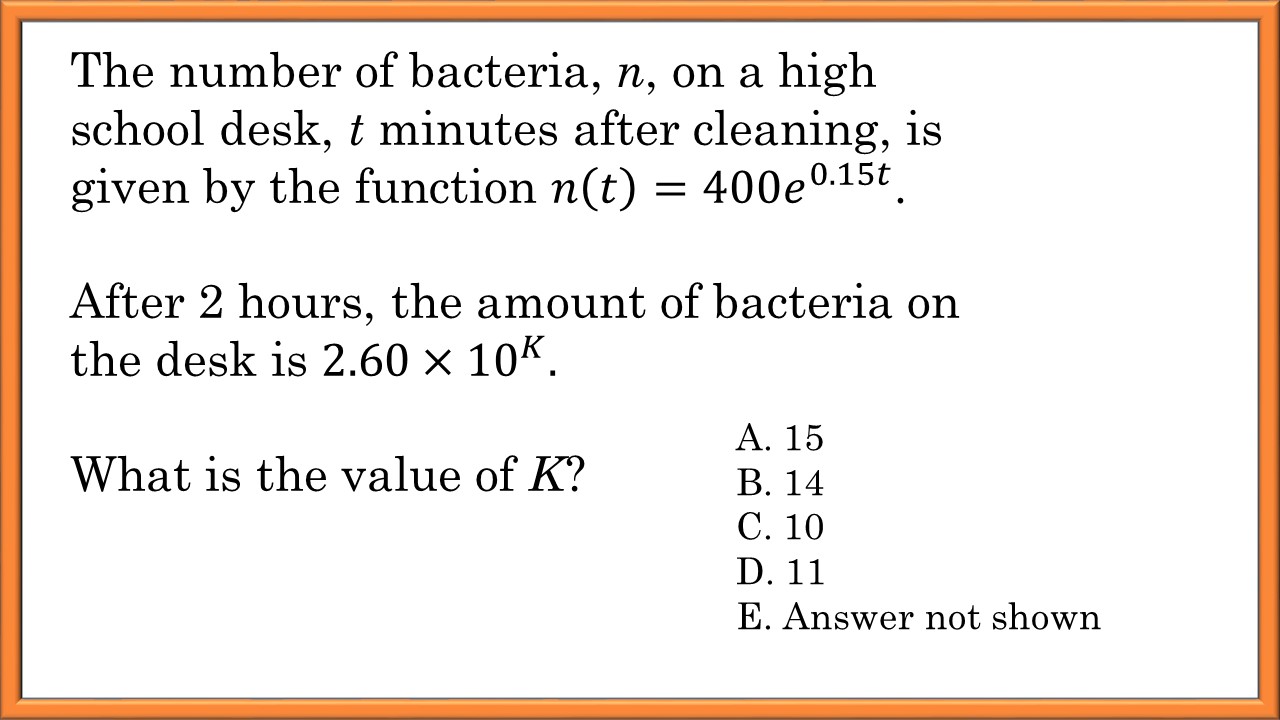 The number of bacteria, n, on a high
school desk, t minutes after cleaning, is
given by the function n(t) = 400e^{0.15t}.
After 2 hours, the amount of bacteria on
the desk is 2.60 × 10^K.
What is the value of K?
A. 15
B. 14
C. 10
D. 11
E. Answer not shown